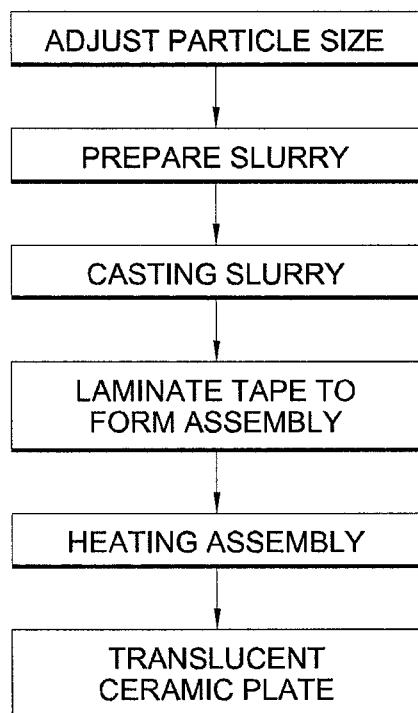 ADJUST PARTICLE SIZE
PREPARE SLURRY
CASTING SLURRY
LAMINATE TAPE TO
FORM ASSEMBLY
HEATING ASSEMBLY
TRANSLUCENT
CERAMIC PLATE